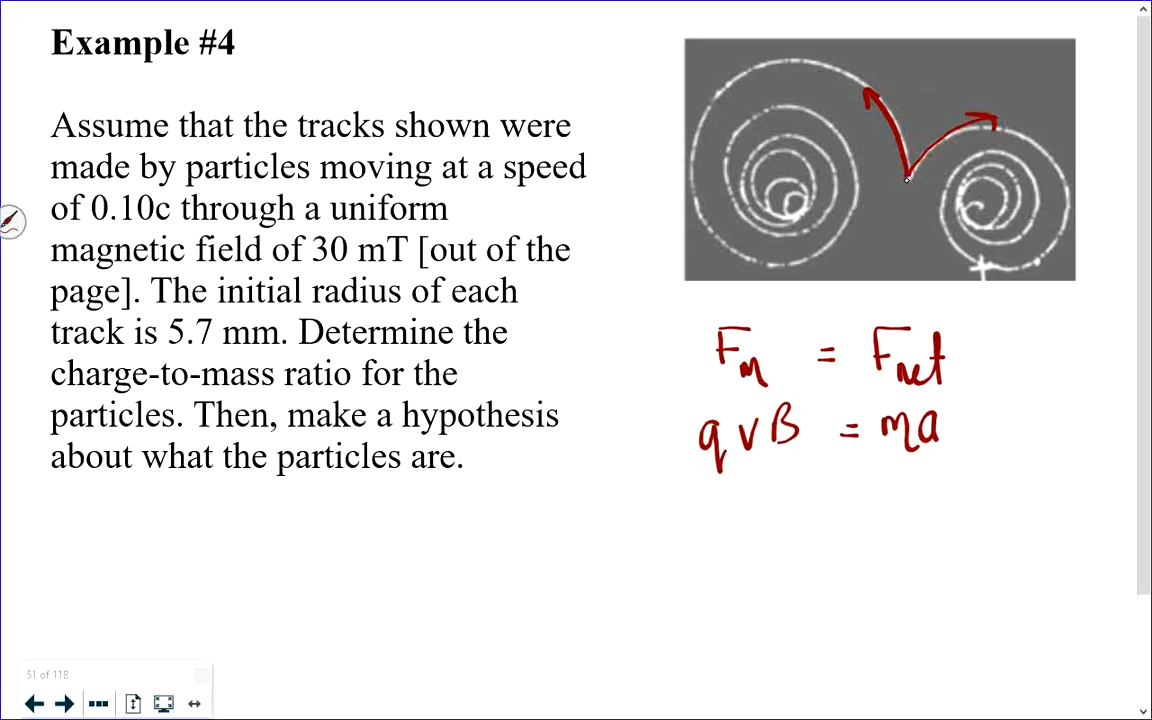 Example #4
Assume that the tracks shown were
made by particles moving at a speed
of 0.10c through a uniform
magnetic field of 30 mT [out of the
page]. The initial radius of each
track is 5.7 mm. Determine the
charge-to-mass ratio for the
particles. Then, make a hypothesis
about what the particles are.
+
Fm = Fnet
qvB = ma
51 of 118